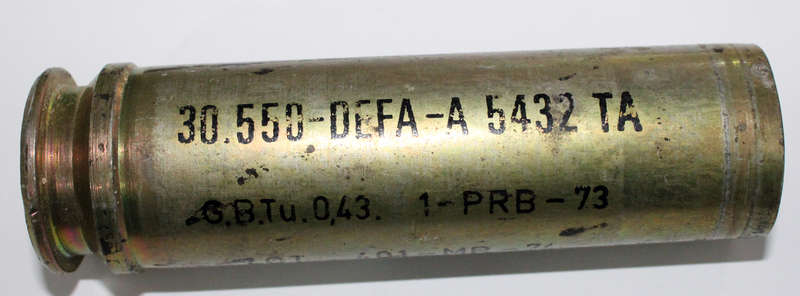 30.550-DEFA-A 5432 TA
G.B.Tu.0,43. 1-PRB-73